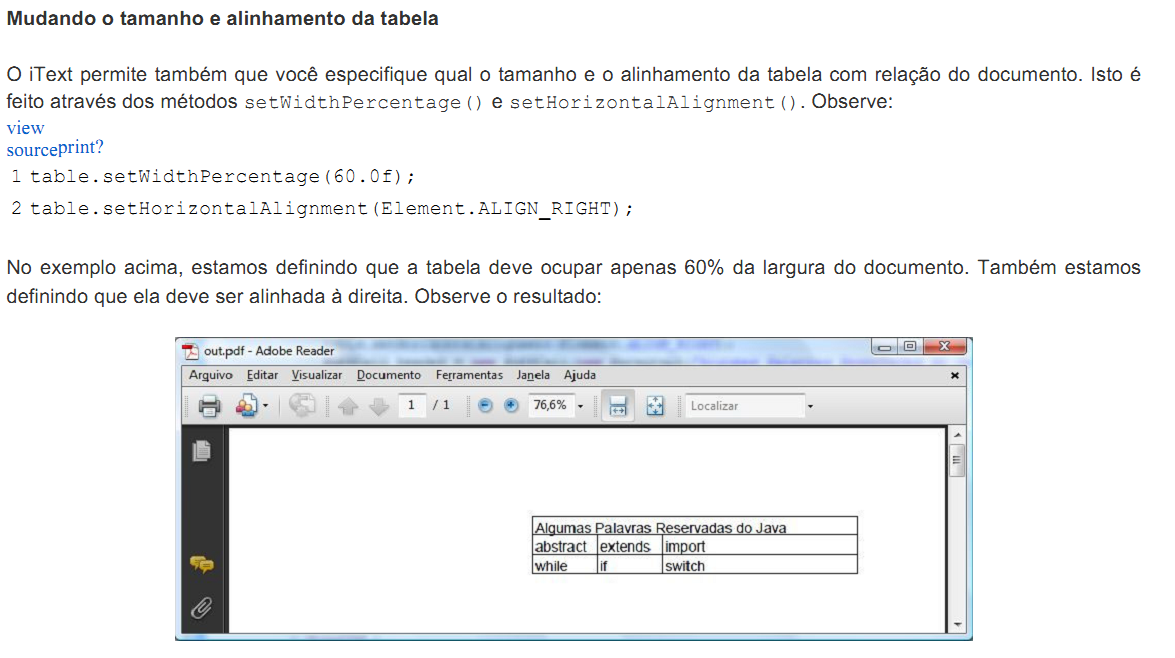 Mudando o tamanho e alinhamento da tabela
O iText permite também que você especifique qual o tamanho e o alinhamento da tabela com relação do documento. Isto é
feito através dos métodos setWidthPercentage() e setHorizontalAlignment(). Observe:
view
sourceprint?
1 table.setWidthPercentage(60.0f);
2 table.setHorizontalAlignment(Element.ALIGN_RIGHT);
No exemplo acima, estamos definindo que a tabela deve ocupar apenas 60% da largura do documento. Também estamos
definindo que ela deve ser alinhada à direita. Observe o resultado:
out.pdf - Adobe Reader
Arquivo Editar Visualizar Documento Ferramentas Janela Ajuda
1 / 1 76,6% Localizar
Algumas Palavras Reservadas do Java
abstract extends import
while if switch